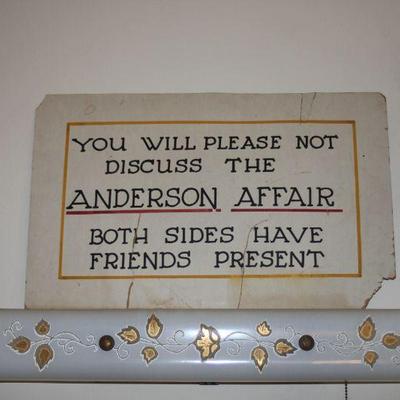 YOU WILL PLEASE NOT
DISCUSS THE
ANDERSON AFFAIR
BOTH SIDES HAVE
FRIENDS PRESENT